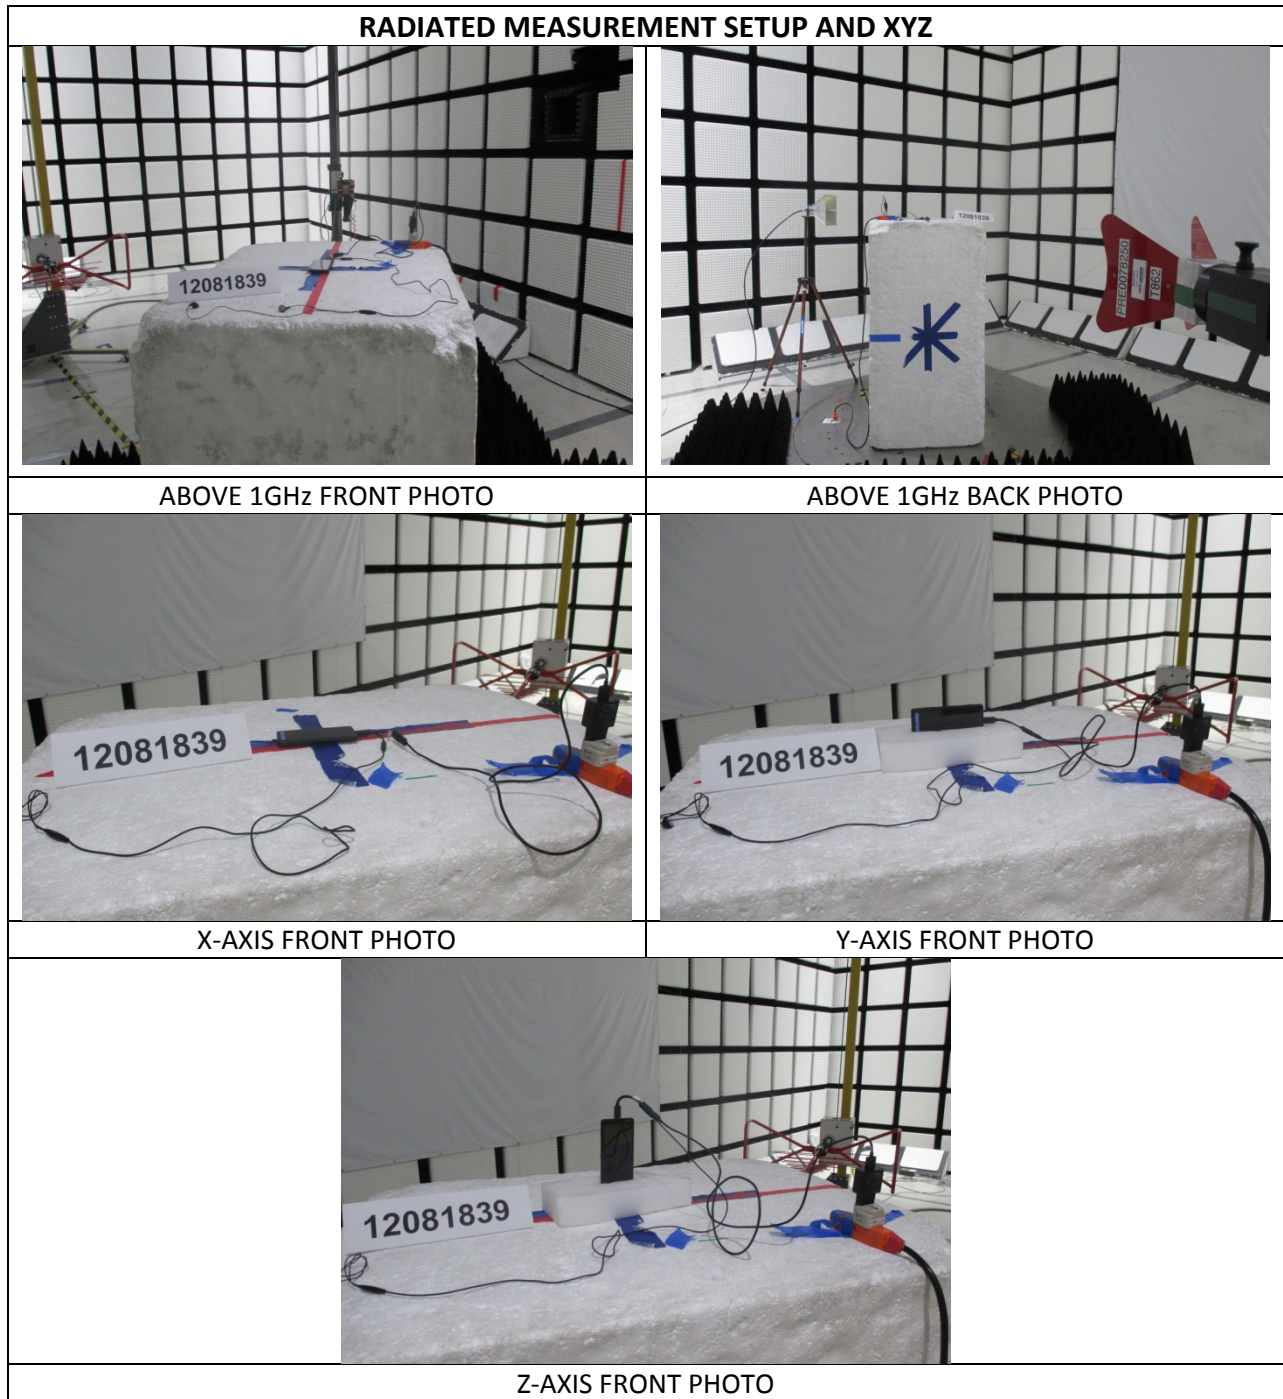 RADIATED MEASUREMENT SETUP AND XYZ
12081839
12081839
PRE0078250
T862
ABOVE 1GHz FRONT PHOTO
ABOVE 1GHz BACK PHOTO
12081839
12081839
X-AXIS FRONT PHOTO
Y-AXIS FRONT PHOTO
12081839
Z-AXIS FRONT PHOTO